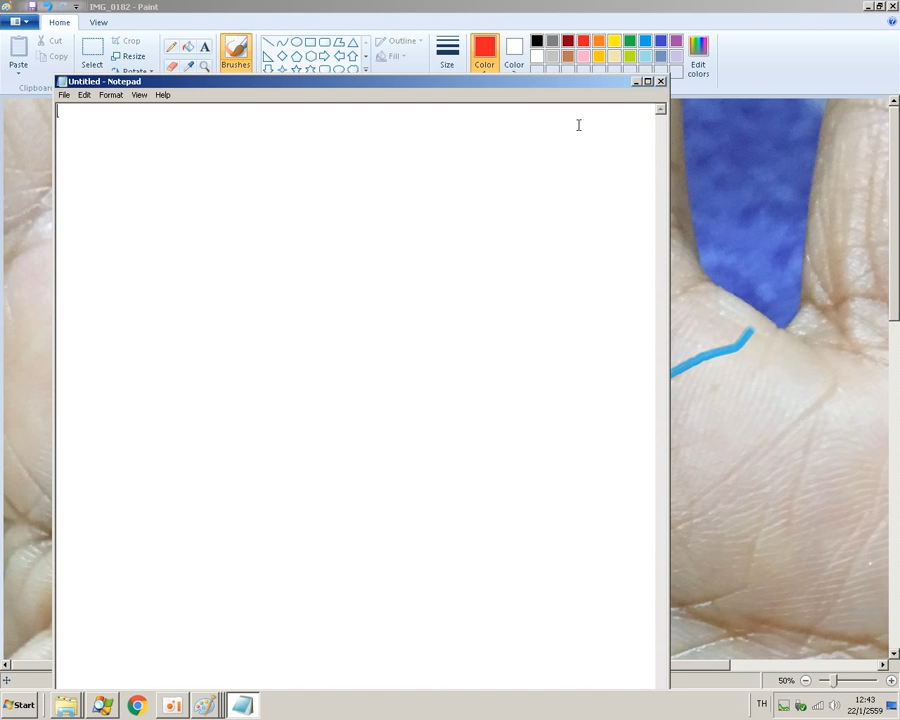 IMG_0182 - Paint
Home
View
Paste
Cut
Copy
Clipboard
Select
Crop
Resize
Rotate
A
Brushes
Outline
Fill
Size
Color
Color
Edit colors
Untitled - Notepad
File Edit Format View Help
50%
Start
TH
12:43
22/1/2559